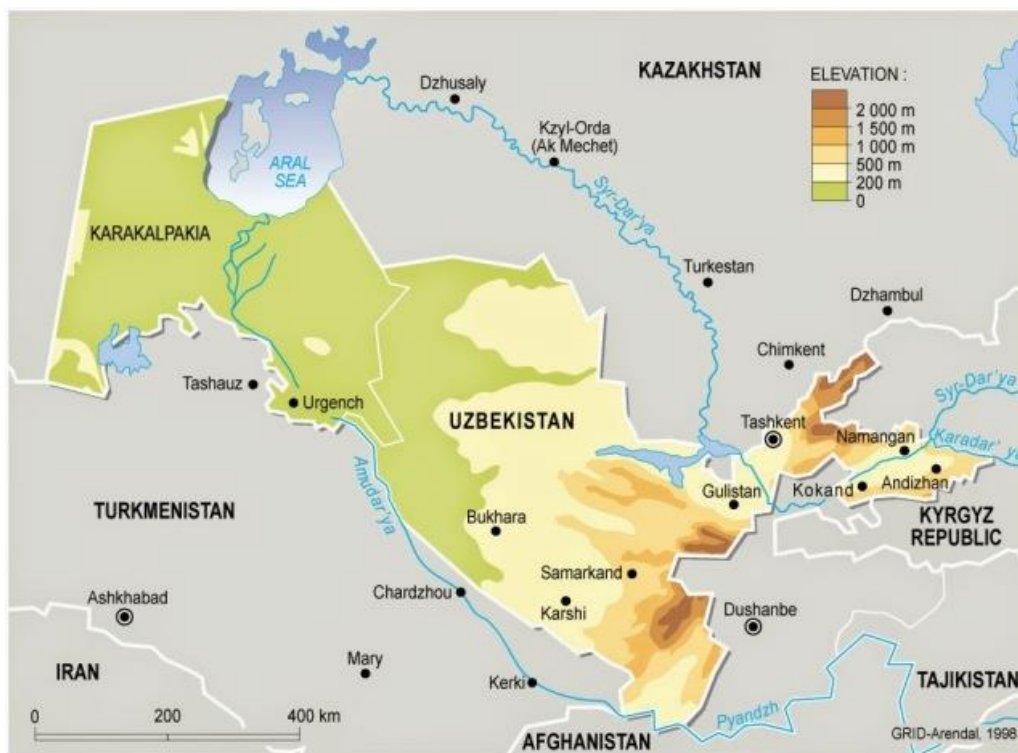 KAZAKHSTAN
ELEVATION :
2 000 m
1 500 m
1 000 m
500 m
200 m
0
Dzhusaly
Kzyl-Orda
(Ak Mechet)
ARAL
SEA
Syr-Dar'ya
KARAKALPAKIA
Turkestan
Dzhambul
Chimkent
Tashauz
Urgench
UZBEKISTAN
Tashkent
Namangan
Syr-Dar'ya
Karadar' ya
Amudar'ya
Gulistan
Kokand
Andizhan
TURKMENISTAN
Bukhara
KYRGYZ
REPUBLIC
Samarkand
Chardzhou
Karshi
Ashkhabad
Dushanbe
IRAN
Mary
Kerki
TAJIKISTAN
Pyandzh
0 200 400 km
AFGHANISTAN
GRID-Arendal, 1998